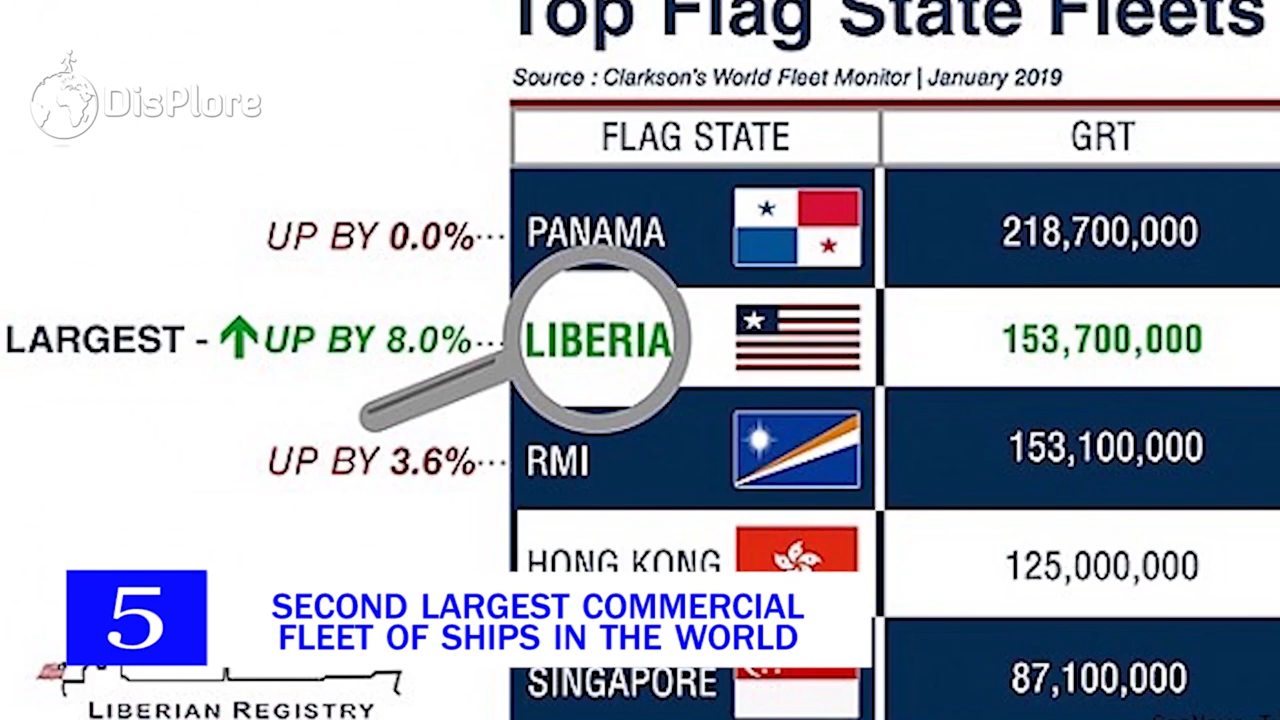 Top Flag State Fleets
Source : Clarkson's World Fleet Monitor | January 2019
DisPlore
FLAG STATE GRT
UP BY 0.0%··· PANAMA 218,700,000
LARGEST - UP BY 8.0%··· LIBERIA 153,700,000
UP BY 3.6%··· RMI 153,100,000
HONG KONG 125,000,000
5 SECOND LARGEST COMMERCIAL
FLEET OF SHIPS IN THE WORLD
SINGAPORE 87,100,000
LIBERIAN REGISTRY